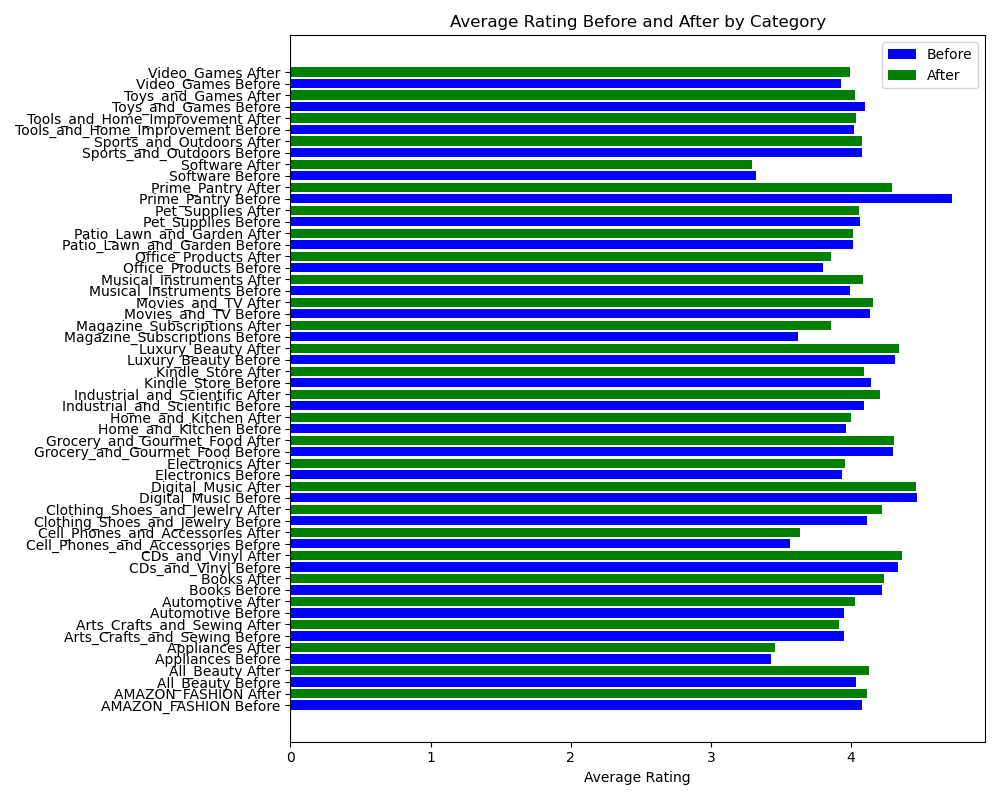 Average Rating Before and After by Category
Before
After
Video_Games After
Video_Games Before
Toys_and_Games After
Toys_and_Games Before
Tools_and_Home_Improvement After
Tools_and_Home_Improvement Before
Sports_and_Outdoors After
Sports_and_Outdoors Before
Software After
Software Before
Prime_Pantry After
Prime_Pantry Before
Pet_Supplies After
Pet_Supplies Before
Patio_Lawn_and_Garden After
Patio_Lawn_and_Garden Before
Office_Products After
Office_Products Before
Musical_Instruments After
Musical_Instruments Before
Movies_and_TV After
Movies_and_TV Before
Magazine_Subscriptions After
Magazine_Subscriptions Before
Luxury_Beauty After
Luxury_Beauty Before
Kindle_Store After
Kindle_Store Before
Industrial_and_Scientific After
Industrial_and_Scientific Before
Home_and_Kitchen After
Home_and_Kitchen Before
Grocery_and_Gourmet_Food After
Grocery_and_Gourmet_Food Before
Electronics After
Electronics Before
Digital_Music After
Digital_Music Before
Clothing_Shoes_and_Jewelry After
Clothing_Shoes_and_Jewelry Before
Cell_Phones_and_Accessories After
Cell_Phones_and_Accessories Before
CDs_and_Vinyl After
CDs_and_Vinyl Before
Books After
Books Before
Automotive After
Automotive Before
Arts_Crafts_and_Sewing After
Arts_Crafts_and_Sewing Before
Appliances After
Appliances Before
All_Beauty After
All_Beauty Before
AMAZON_FASHION After
AMAZON_FASHION Before
0 1 2 3 4
Average Rating